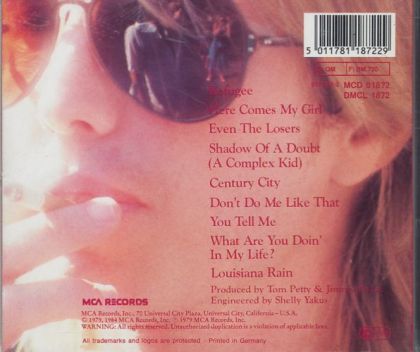 5 011781 187229
MCD 01872
DMCL 1872
Refugee
Here Comes My Girl
Even The Losers
Shadow Of A Doubt
(A Complex Kid)
Century City
Don't Do Me Like That
You Tell Me
What Are You Doin'
In My Life?
Louisiana Rain
Produced by Tom Petty &
Engineered by Shelly Yakus
MCA RECORDS
MCA Records, Inc., 70 Universal City Plaza, Universal City, California – U.S.A.
© 1979, 1984 MCA Records, Inc. ℗ 1979 MCA Records, Inc.
WARNING: All rights reserved. Unauthorized duplication is a violation of applicable laws.
All trademarks and logos are protected · Printed in Germany